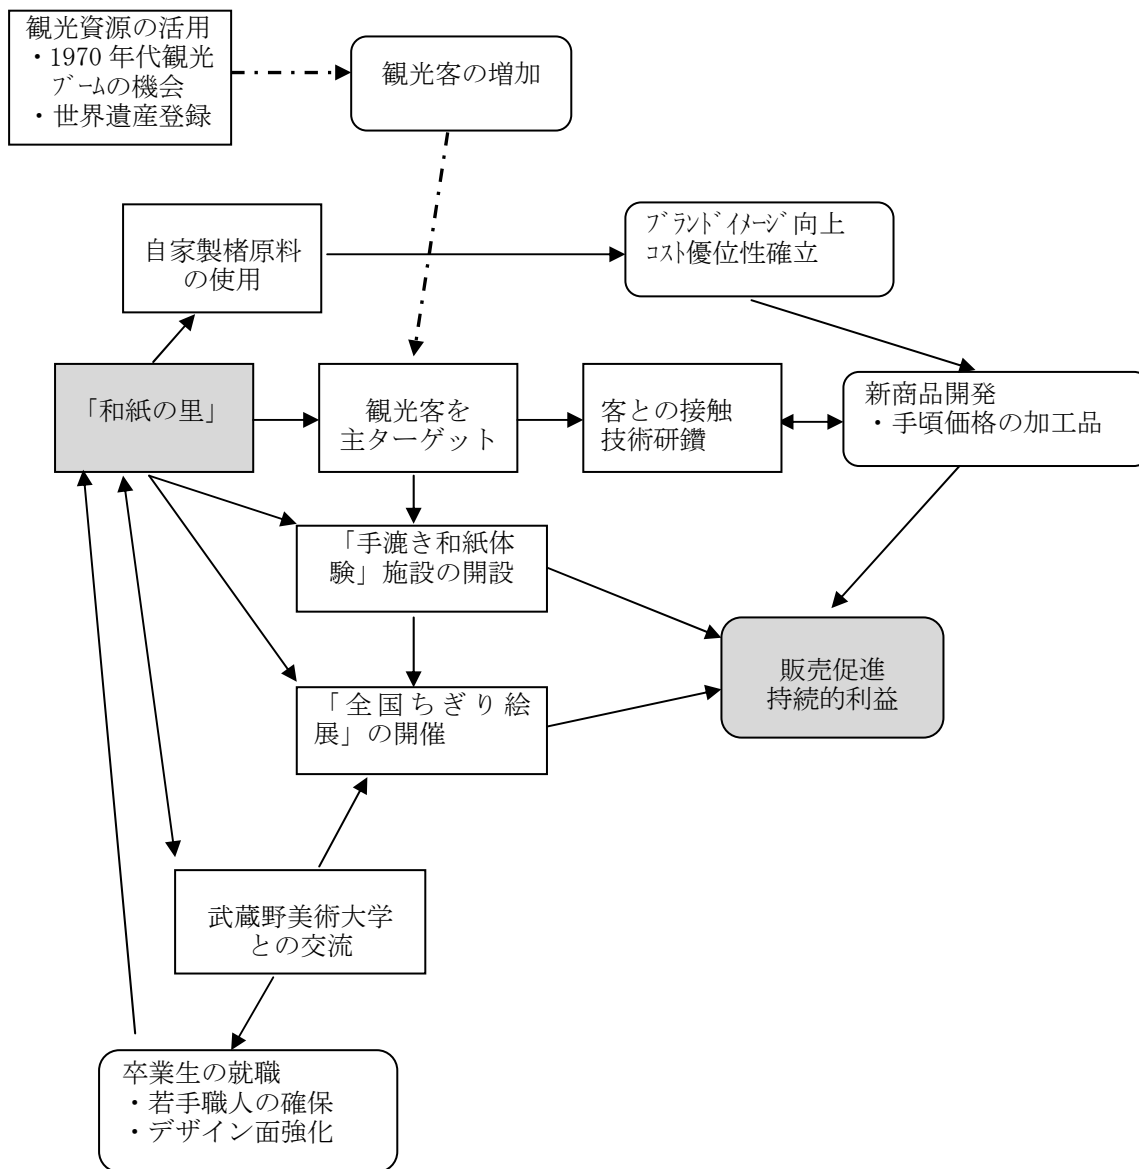 観光資源の活用
・1970年代観光
ﾌﾞｰﾑの機会
・世界遺産登録
観光客の増加
自家製楮原料
の使用
ﾌﾞﾗﾝﾄﾞｲﾒｰｼﾞ向上
ｺｽﾄ優位性確立
「和紙の里」
観光客を
主ターゲット
客との接触
技術研鑽
新商品開発
・手頃価格の加工品
「手漉き和紙体
験」施設の開設
「全国ちぎり絵
展」の開催
販売促進
持続的利益
武蔵野美術大学
との交流
卒業生の就職
・若手職人の確保
・デザイン面強化